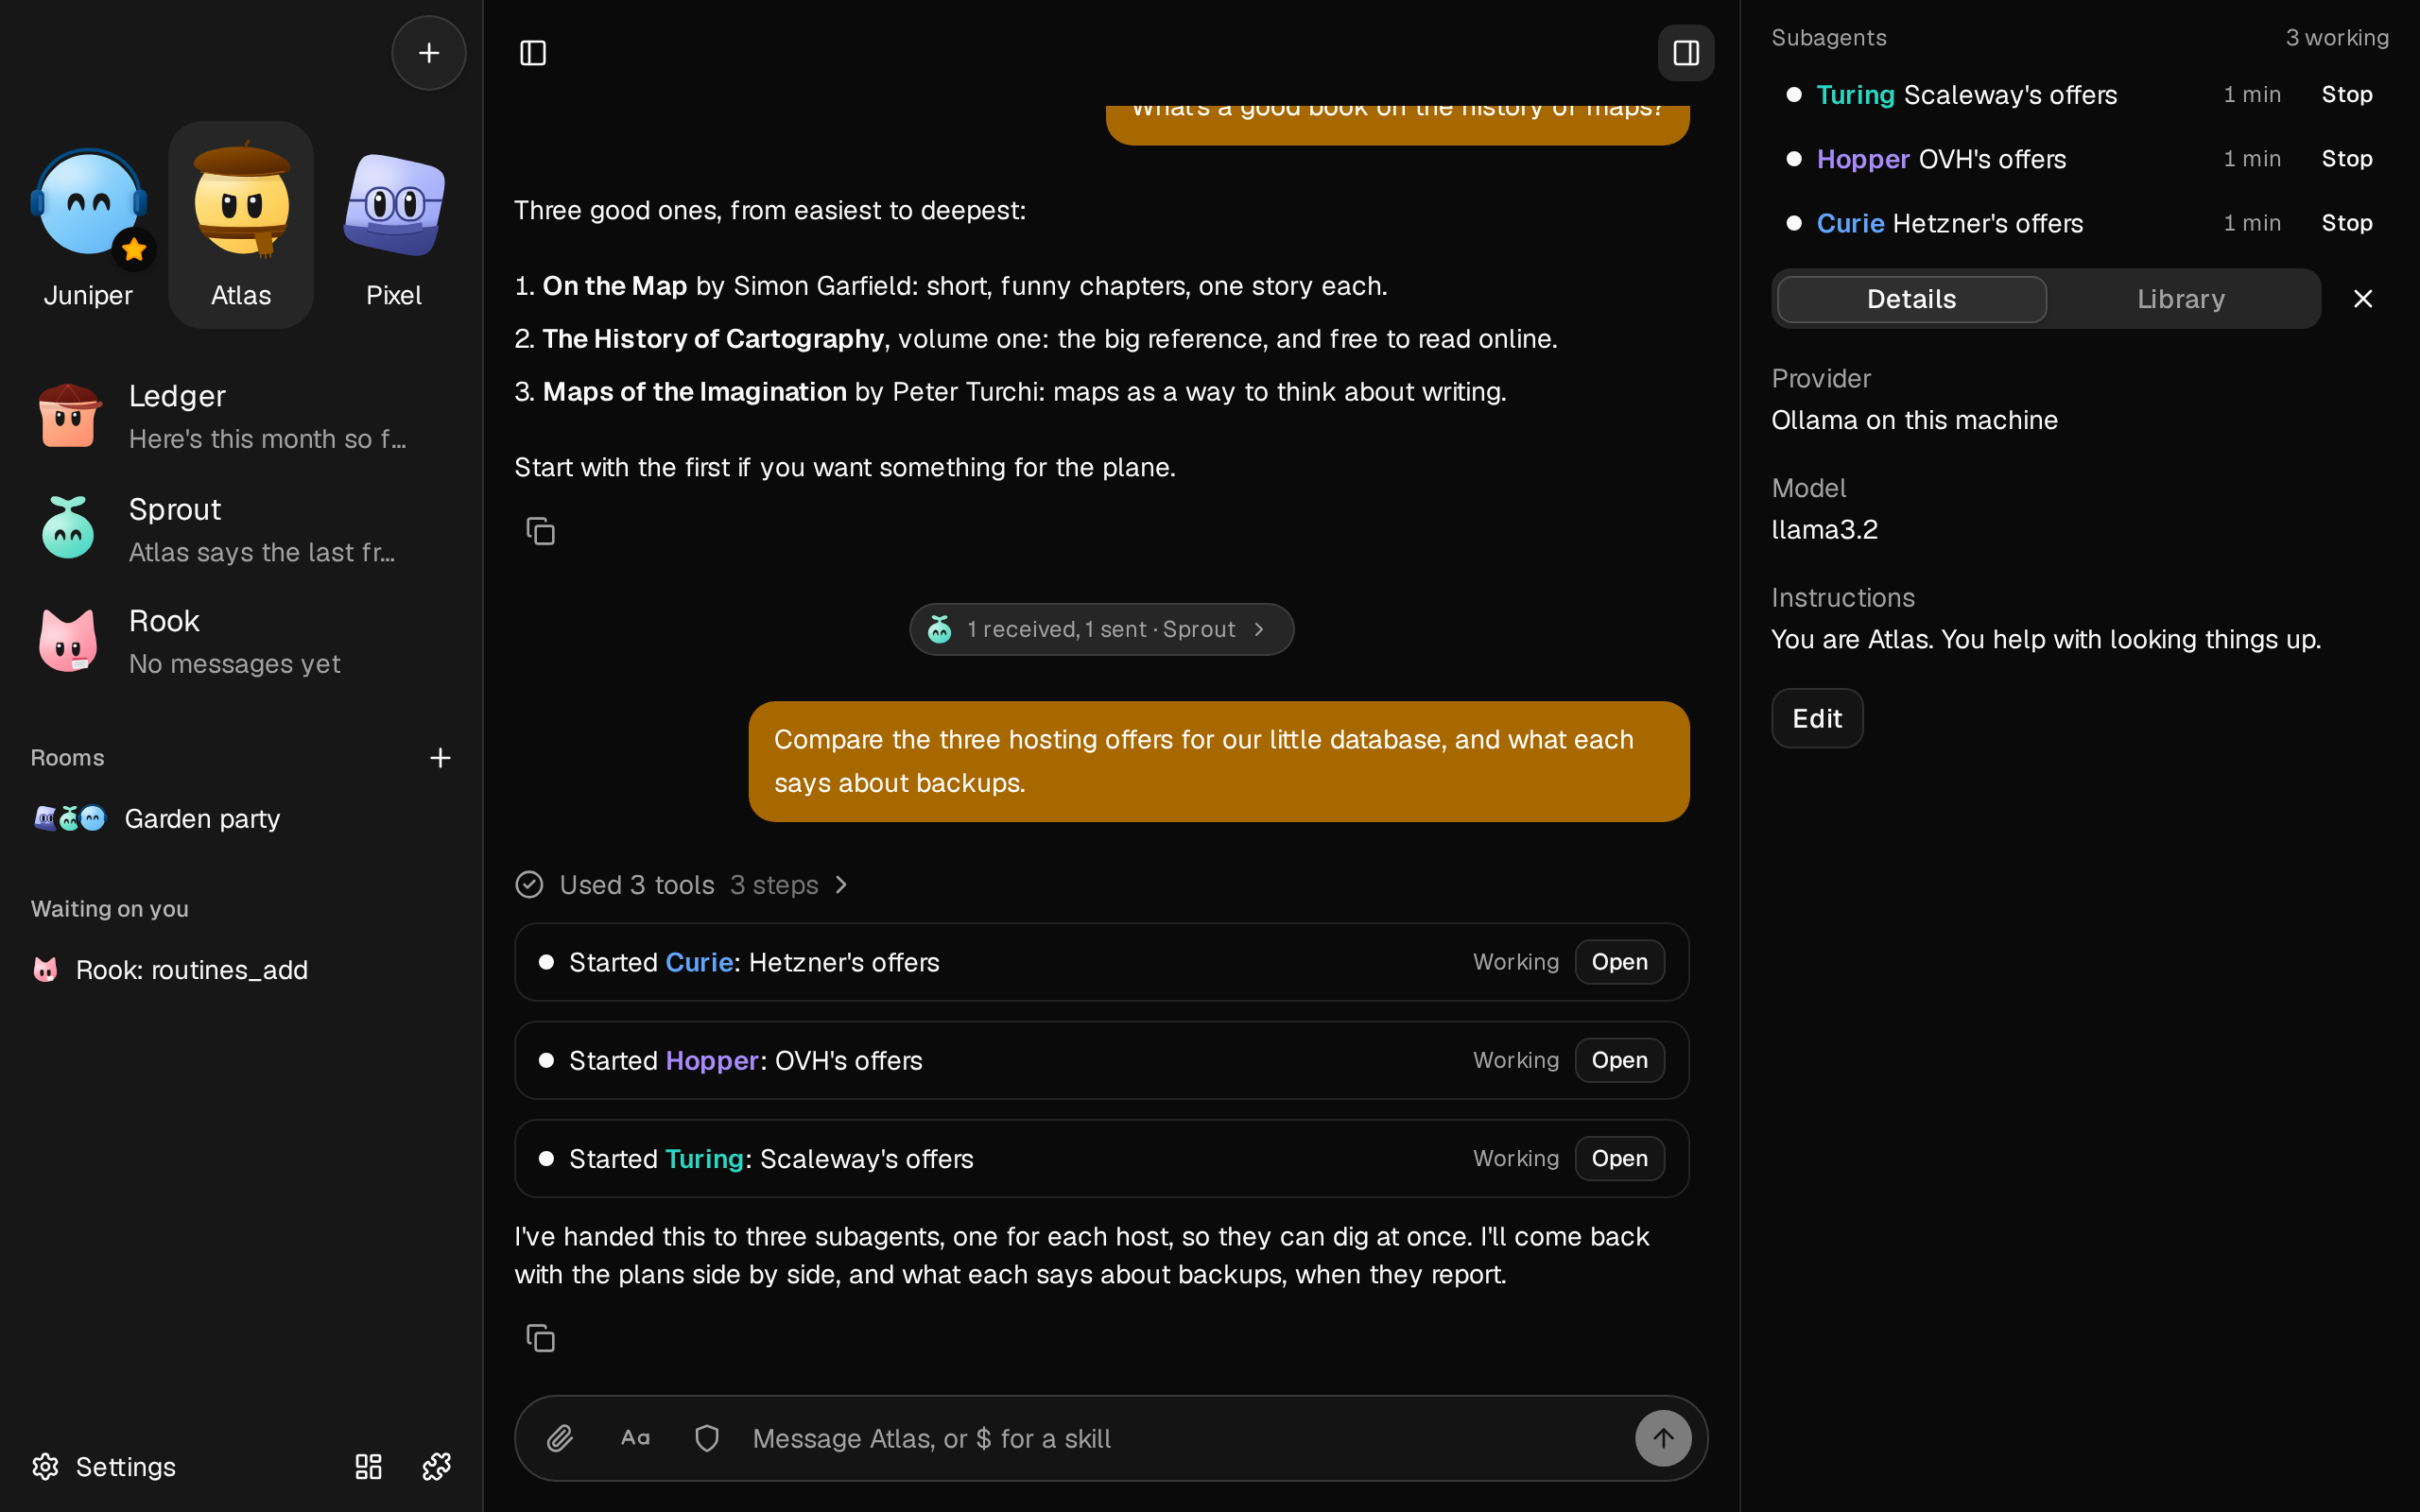 Juniper
Atlas
Pixel
Ledger
Here's this month so f...
Sprout
Atlas says the last fr...
Rook
No messages yet
Rooms
Garden party
Waiting on you
Rook: routines_add
Settings
What's a good book on the history of maps?
Three good ones, from easiest to deepest:
1. On the Map by Simon Garfield: short, funny chapters, one story each.
2. The History of Cartography, volume one: the big reference, and free to read online.
3. Maps of the Imagination by Peter Turchi: maps as a way to think about writing.
Start with the first if you want something for the plane.
1 received, 1 sent · Sprout
Compare the three hosting offers for our little database, and what each
says about backups.
Used 3 tools 3 steps
Started Curie: Hetzner's offers Working Open
Started Hopper: OVH's offers Working Open
Started Turing: Scaleway's offers Working Open
I've handed this to three subagents, one for each host, so they can dig at once. I'll come back
with the plans side by side, and what each says about backups, when they report.
Aa Message Atlas, or $ for a skill
Subagents 3 working
Turing Scaleway's offers 1 min Stop
Hopper OVH's offers 1 min Stop
Curie Hetzner's offers 1 min Stop
Details Library
Provider
Ollama on this machine
Model
llama3.2
Instructions
You are Atlas. You help with looking things up.
Edit